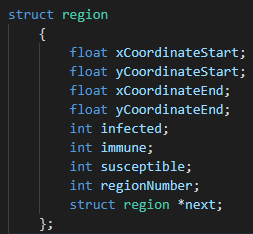 struct region
{
float xCoordinateStart;
float yCoordinateStart;
float xCoordinateEnd;
float yCoordinateEnd;
int infected;
int immune;
int susceptible;
int regionNumber;
struct region *next;
};